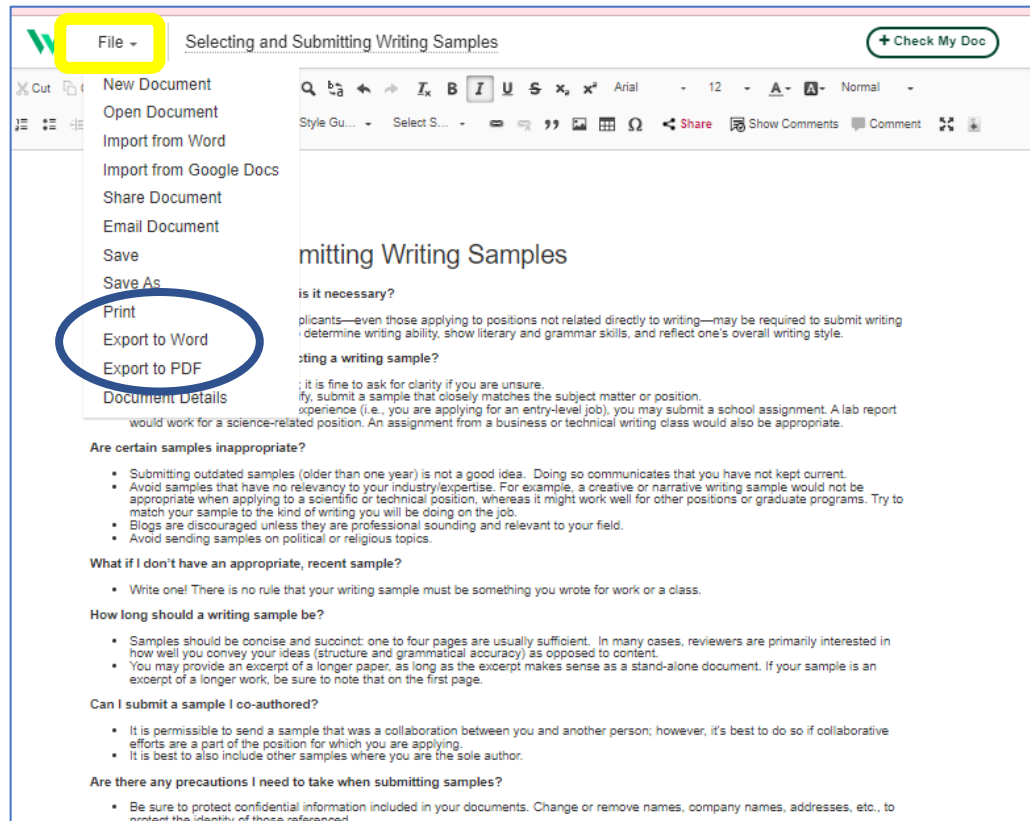 File Selecting and Submitting Writing Samples + Check My Doc
Cut Arial 12 Normal
Style Gu... Select S... Share Show Comments Comment
New Document
Open Document
Import from Word
Import from Google Docs
Share Document
Email Document
Save
Save As
Print
Export to Word
Export to PDF
Document Details
mitting Writing Samples
is it necessary?
plicants—even those applying to positions not related directly to writing—may be required to submit writing
determine writing ability, show literary and grammar skills, and reflect one's overall writing style.
cting a writing sample?
; it is fine to ask for clarity if you are unsure.
ify, submit a sample that closely matches the subject matter or position.
experience (i.e., you are applying for an entry-level job), you may submit a school assignment. A lab report
would work for a science-related position. An assignment from a business or technical writing class would also be appropriate.
Are certain samples inappropriate?
• Submitting outdated samples (older than one year) is not a good idea. Doing so communicates that you have not kept current.
• Avoid samples that have no relevancy to your industry/expertise. For example, a creative or narrative writing sample would not be
appropriate when applying to a scientific or technical position, whereas it might work well for other positions or graduate programs. Try to
match your sample to the kind of writing you will be doing on the job.
• Blogs are discouraged unless they are professional sounding and relevant to your field.
• Avoid sending samples on political or religious topics.
What if I don't have an appropriate, recent sample?
• Write one! There is no rule that your writing sample must be something you wrote for work or a class.
How long should a writing sample be?
• Samples should be concise and succinct: one to four pages are usually sufficient. In many cases, reviewers are primarily interested in
how well you convey your ideas (structure and grammatical accuracy) as opposed to content.
• You may provide an excerpt of a longer paper, as long as the excerpt makes sense as a stand-alone document. If your sample is an
excerpt of a longer work, be sure to note that on the first page.
Can I submit a sample I co-authored?
• It is permissible to send a sample that was a collaboration between you and another person; however, it's best to do so if collaborative
efforts are a part of the position for which you are applying.
• It is best to also include other samples where you are the sole author.
Are there any precautions I need to take when submitting samples?
• Be sure to protect confidential information included in your documents. Change or remove names, company names, addresses, etc., to
protect the identity of those referenced.